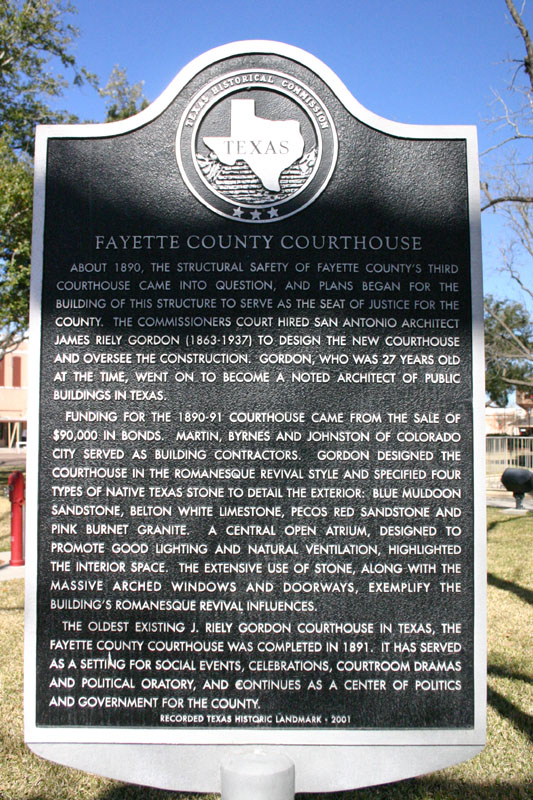 TEXAS HISTORICAL COMMISSION
TEXAS
FAYETTE COUNTY COURTHOUSE
ABOUT 1890, THE STRUCTURAL SAFETY OF FAYETTE COUNTY'S THIRD
COURTHOUSE CAME INTO QUESTION, AND PLANS BEGAN FOR THE
BUILDING OF THIS STRUCTURE TO SERVE AS THE SEAT OF JUSTICE FOR THE
COUNTY. THE COMMISSIONERS COURT HIRED SAN ANTONIO ARCHITECT
JAMES RIELY GORDON (1863-1937) TO DESIGN THE NEW COURTHOUSE
AND OVERSEE THE CONSTRUCTION. GORDON, WHO WAS 27 YEARS OLD
AT THE TIME, WENT ON TO BECOME A NOTED ARCHITECT OF PUBLIC
BUILDINGS IN TEXAS.
FUNDING FOR THE 1890-91 COURTHOUSE CAME FROM THE SALE OF
$90,000 IN BONDS. MARTIN, BYRNES AND JOHNSTON OF COLORADO
CITY SERVED AS BUILDING CONTRACTORS. GORDON DESIGNED THE
COURTHOUSE IN THE ROMANESQUE REVIVAL STYLE AND SPECIFIED FOUR
TYPES OF NATIVE TEXAS STONE TO DETAIL THE EXTERIOR: BLUE MULDOON
SANDSTONE, BELTON WHITE LIMESTONE, PECOS RED SANDSTONE AND
PINK BURNET GRANITE. A CENTRAL OPEN ATRIUM, DESIGNED TO
PROMOTE GOOD LIGHTING AND NATURAL VENTILATION, HIGHLIGHTED
THE INTERIOR SPACE. THE EXTENSIVE USE OF STONE, ALONG WITH THE
MASSIVE ARCHED WINDOWS AND DOORWAYS, EXEMPLIFY THE
BUILDING'S ROMANESQUE REVIVAL INFLUENCES.
THE OLDEST EXISTING J. RIELY GORDON COURTHOUSE IN TEXAS, THE
FAYETTE COUNTY COURTHOUSE WAS COMPLETED IN 1891. IT HAS SERVED
AS A SETTING FOR SOCIAL EVENTS, CELEBRATIONS, COURTROOM DRAMAS
AND POLITICAL ORATORY, AND CONTINUES AS A CENTER OF POLITICS
AND GOVERNMENT FOR THE COUNTY.
RECORDED TEXAS HISTORIC LANDMARK • 2001